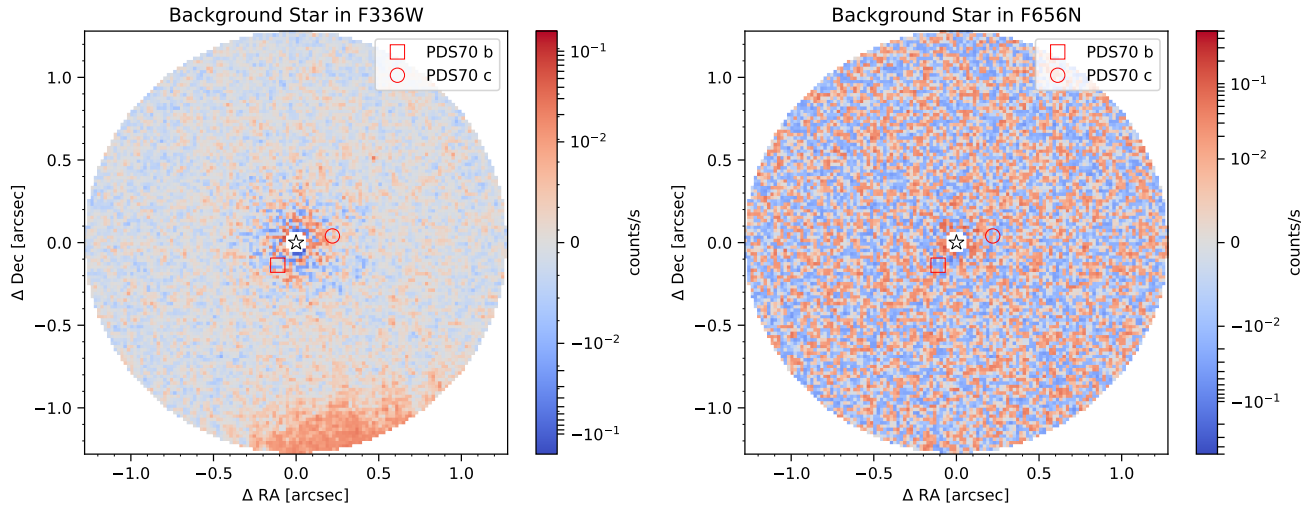 Background Star in F336W
PDS70 b
PDS70 c
1.0
0.5
0.0
−0.5
−1.0
Δ Dec [arcsec]
−1.0
−0.5
0.0
0.5
1.0
Δ RA [arcsec]
10⁻¹
10⁻²
0
−10⁻²
−10⁻¹
counts/s
Background Star in F656N
PDS70 b
PDS70 c
1.0
0.5
0.0
−0.5
−1.0
Δ Dec [arcsec]
−1.0
−0.5
0.0
0.5
1.0
Δ RA [arcsec]
10⁻¹
10⁻²
0
−10⁻²
−10⁻¹
counts/s